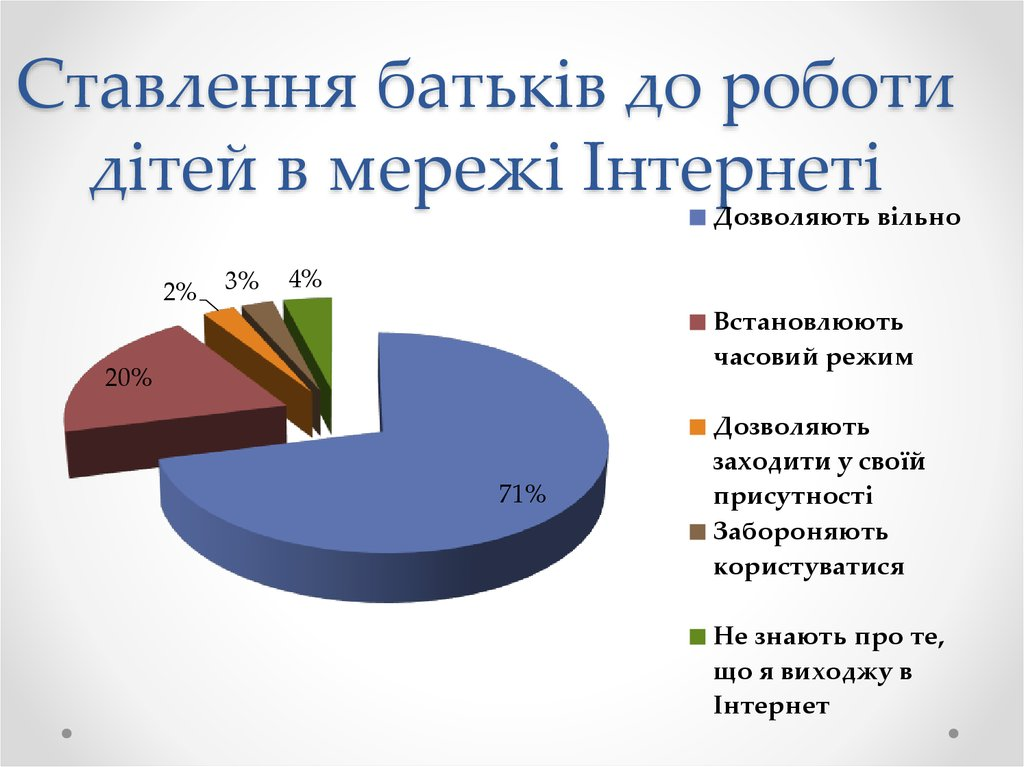 Ставлення батьків до роботи
дітей в мережі Інтернеті
Дозволяють вільно
2%
3%
4%
Встановлюють
часовий режим
20%
Дозволяють
заходити у своїй
присутності
71%
Забороняють
користуватися
Не знають про те,
що я виходжу в
Інтернет